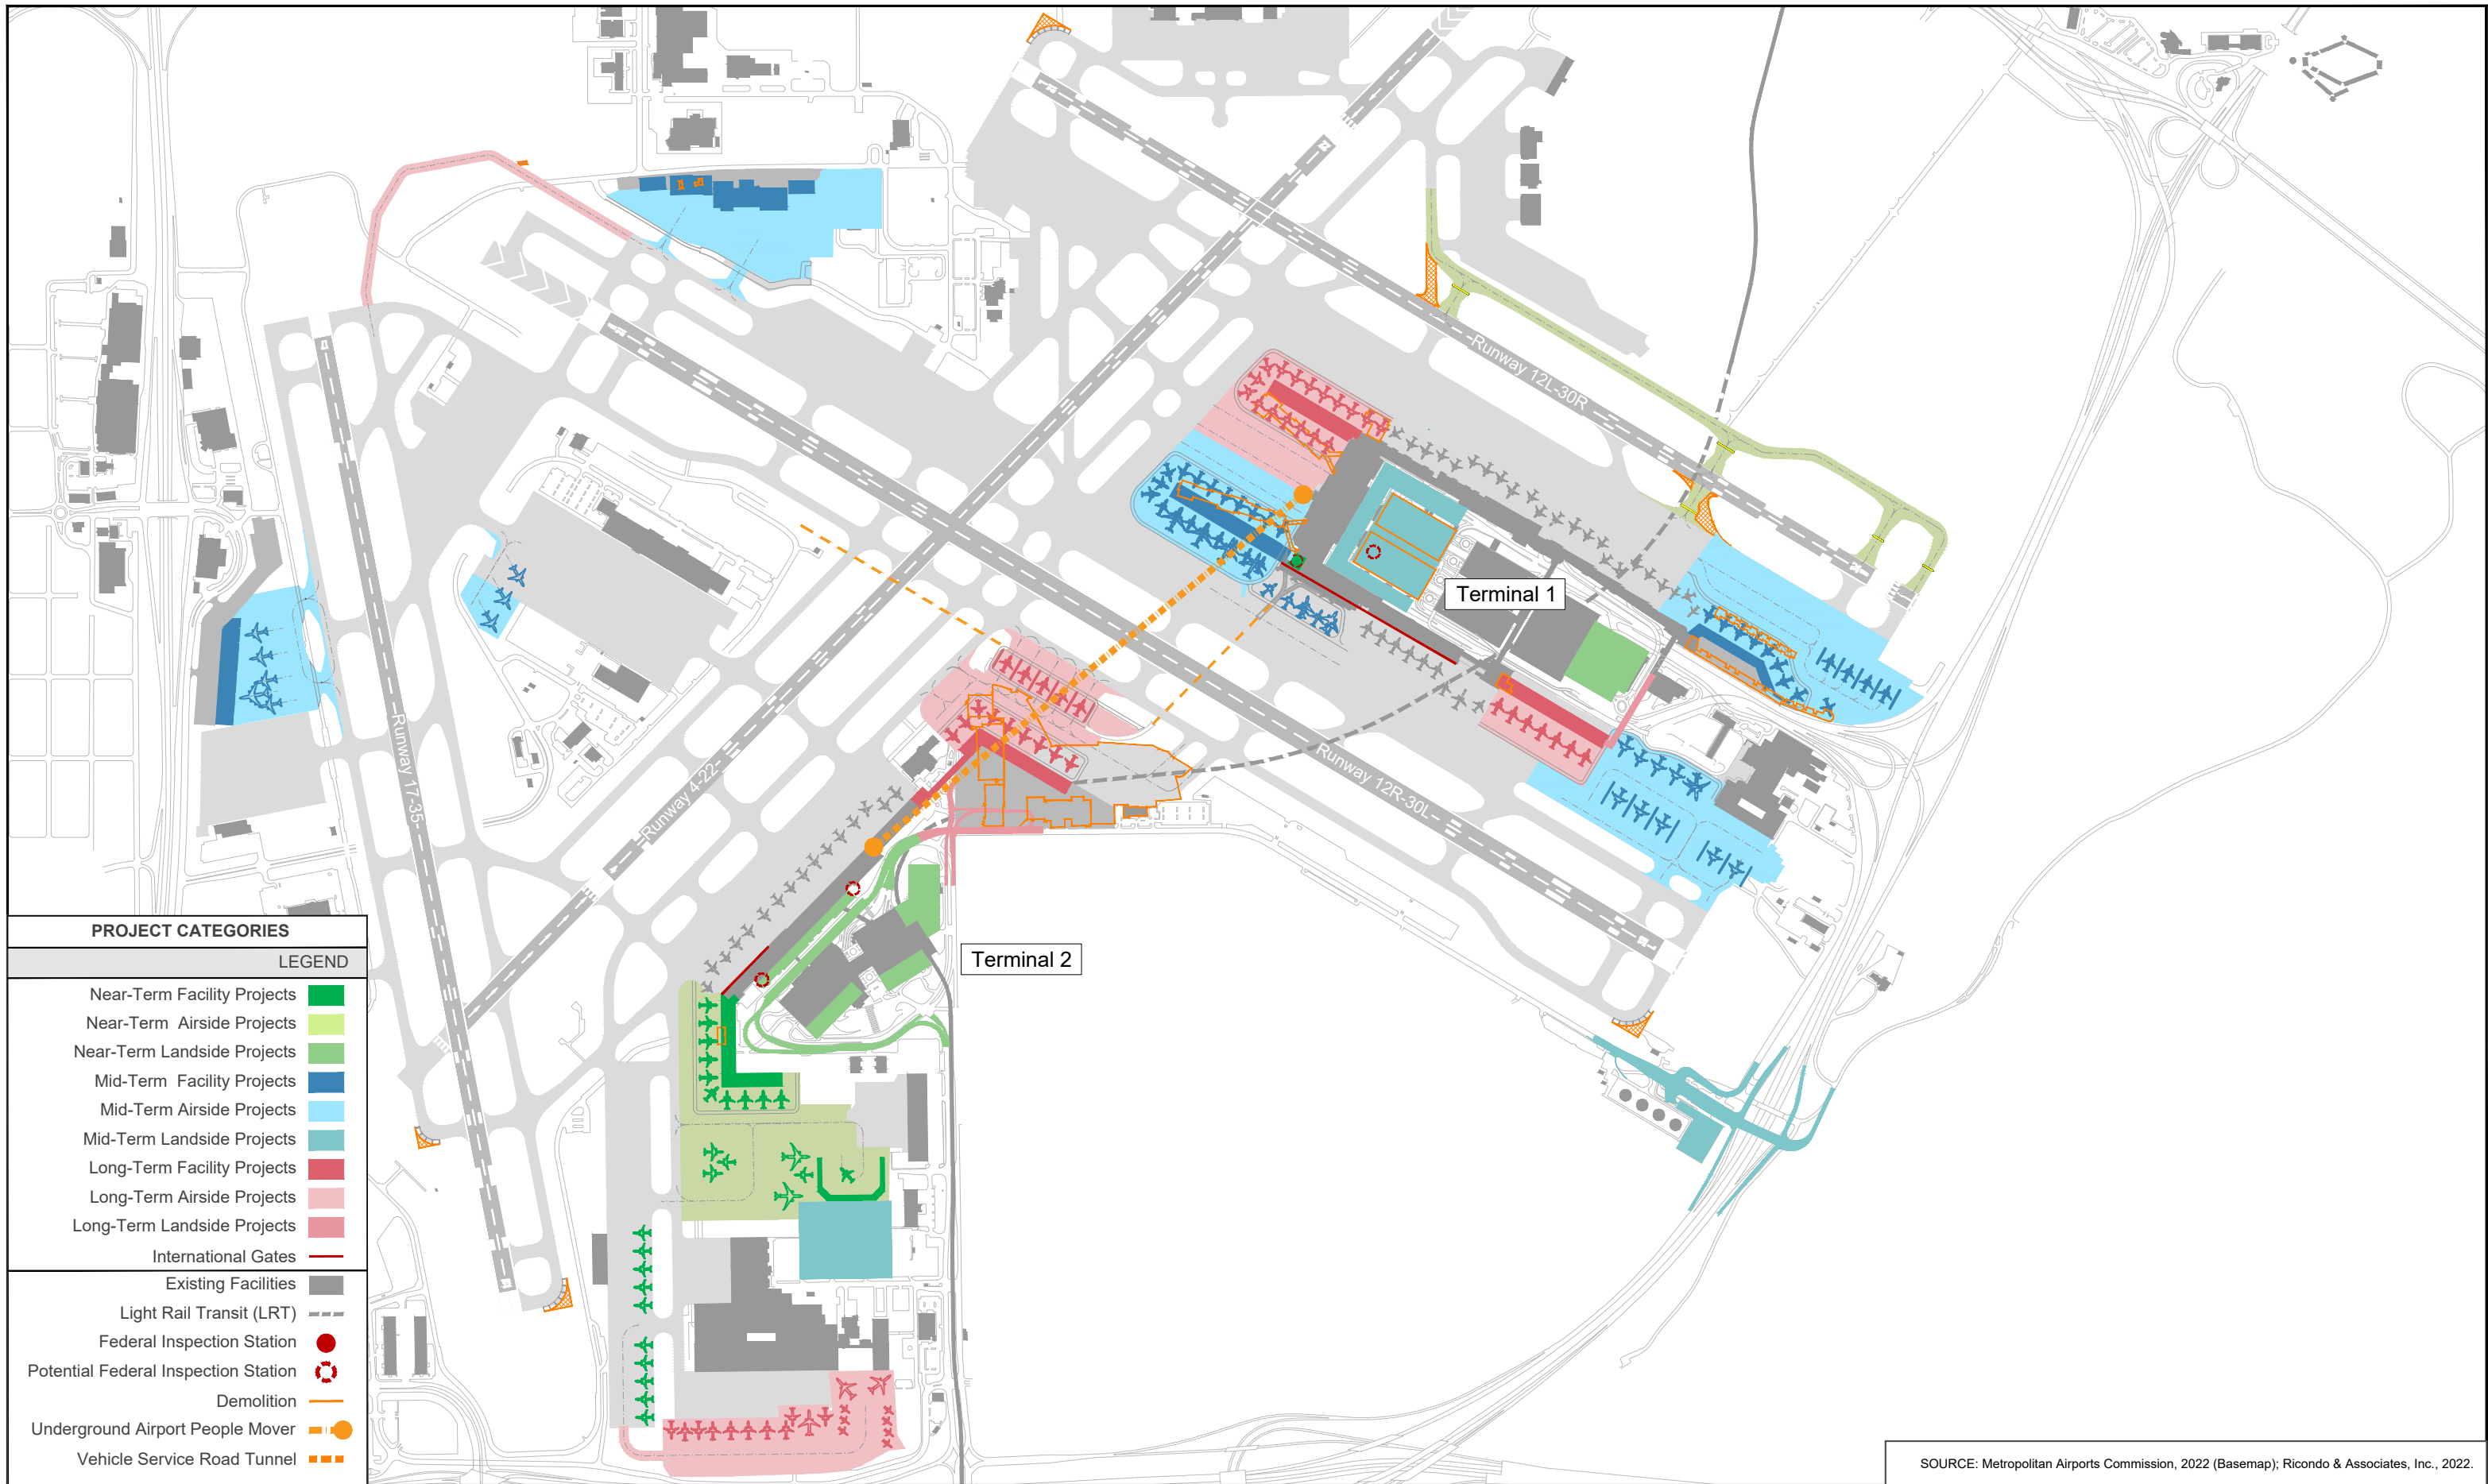 Runway 12L-30R
Terminal 1
Runway 12R-30L
Runway 17-35
Runway 4-22
Terminal 2
PROJECT CATEGORIES
LEGEND
Near-Term Facility Projects
Near-Term Airside Projects
Near-Term Landside Projects
Mid-Term Facility Projects
Mid-Term Airside Projects
Mid-Term Landside Projects
Long-Term Facility Projects
Long-Term Airside Projects
Long-Term Landside Projects
International Gates
Existing Facilities
Light Rail Transit (LRT)
Federal Inspection Station
Potential Federal Inspection Station
Demolition
Underground Airport People Mover
Vehicle Service Road Tunnel
SOURCE: Metropolitan Airports Commission, 2022 (Basemap); Ricondo & Associates, Inc., 2022.